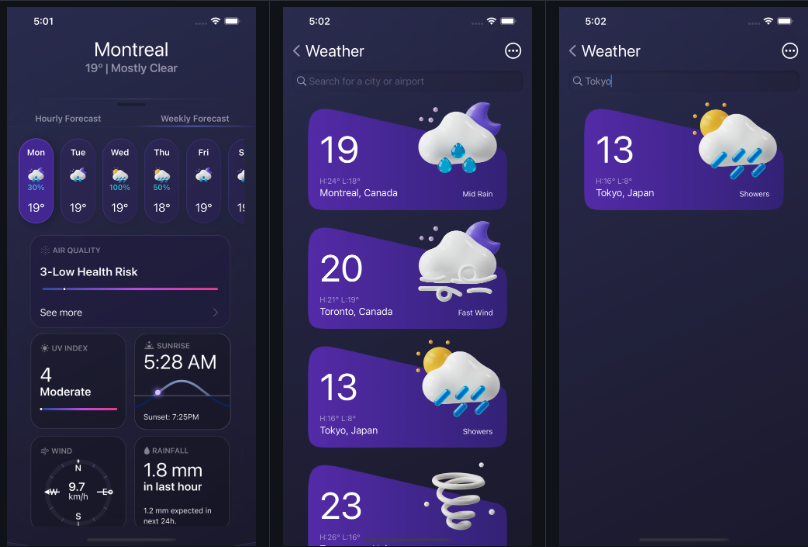 5:01
Montreal
19° | Mostly Clear
Hourly Forecast
Weekly Forecast
Mon Tue Wed Thu Fri S
30% 100% 50%
19° 19° 19° 18° 19°
AIR QUALITY
3-Low Health Risk
See more
UV INDEX
4
Moderate
SUNRISE
5:28 AM
Sunset: 7:25PM
WIND
N
W 9.7 E
km/h
S
RAINFALL
1.8 mm
in last hour
1.2 mm expected in
next 24h.
5:02
Weather
Search for a city or airport
19
H:24° L:18°
Montreal, Canada
Mid Rain
20
H:21° L:19°
Toronto, Canada
Fast Wind
13
H:16° L:8°
Tokyo, Japan
Showers
23
H:26° L:16°
5:02
Weather
Tokyo
13
H:16° L:8°
Tokyo, Japan
Showers